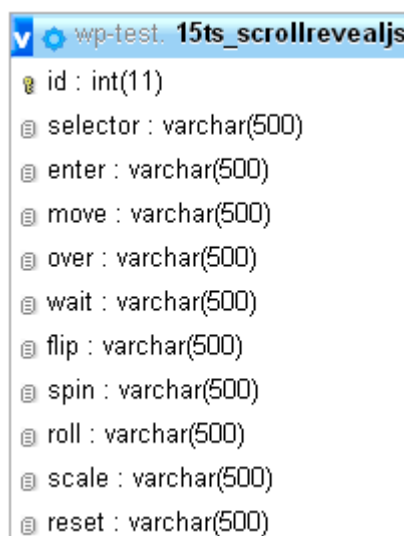 v wp-test. 15ts_scrollrevealjs
id : int(11)
selector : varchar(500)
enter : varchar(500)
move : varchar(500)
over : varchar(500)
wait : varchar(500)
flip : varchar(500)
spin : varchar(500)
roll : varchar(500)
scale : varchar(500)
reset : varchar(500)